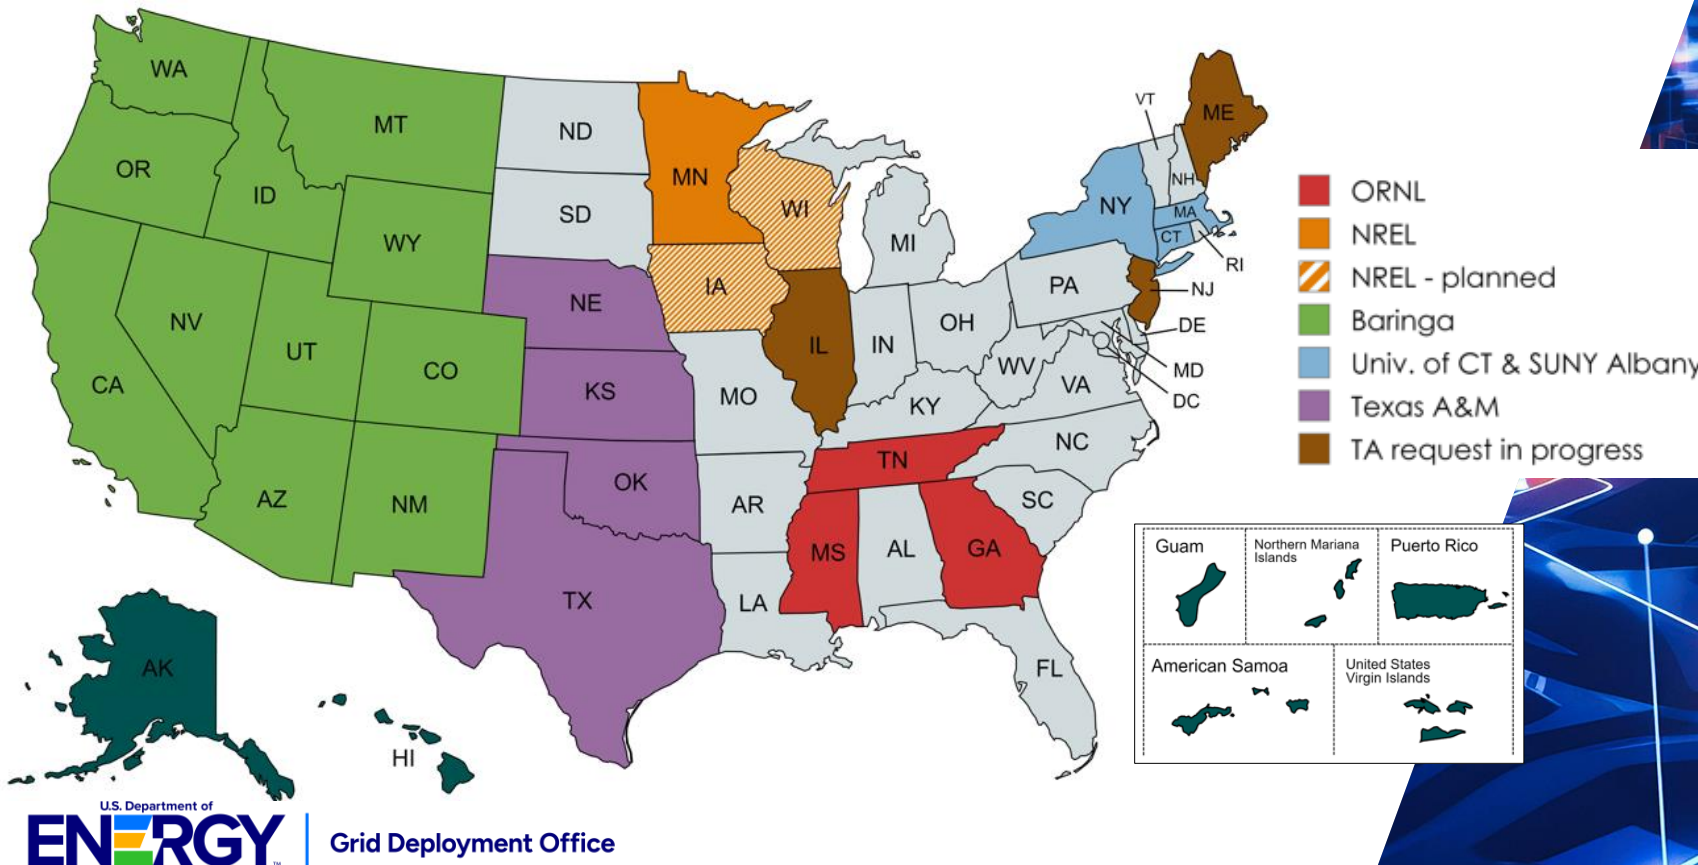 WA
OR
ID
MT
WY
CA
NV
UT
CO
AZ
NM
ND
SD
NE
KS
OK
TX
MN
WI
IA
IL
MO
AR
LA
MI
IN
OH
KY
TN
MS
AL
GA
FL
SC
NC
VA
WV
PA
NY
VT
NH
ME
MA
CT
RI
NJ
DE
MD
DC
AK
HI
ORNL
NREL
NREL - planned
Baringa
Univ. of CT & SUNY Albany
Texas A&M
TA request in progress
Guam
Northern Mariana
Islands
Puerto Rico
American Samoa
United States
Virgin Islands
U.S. Department of
ENERGY™
Grid Deployment Office